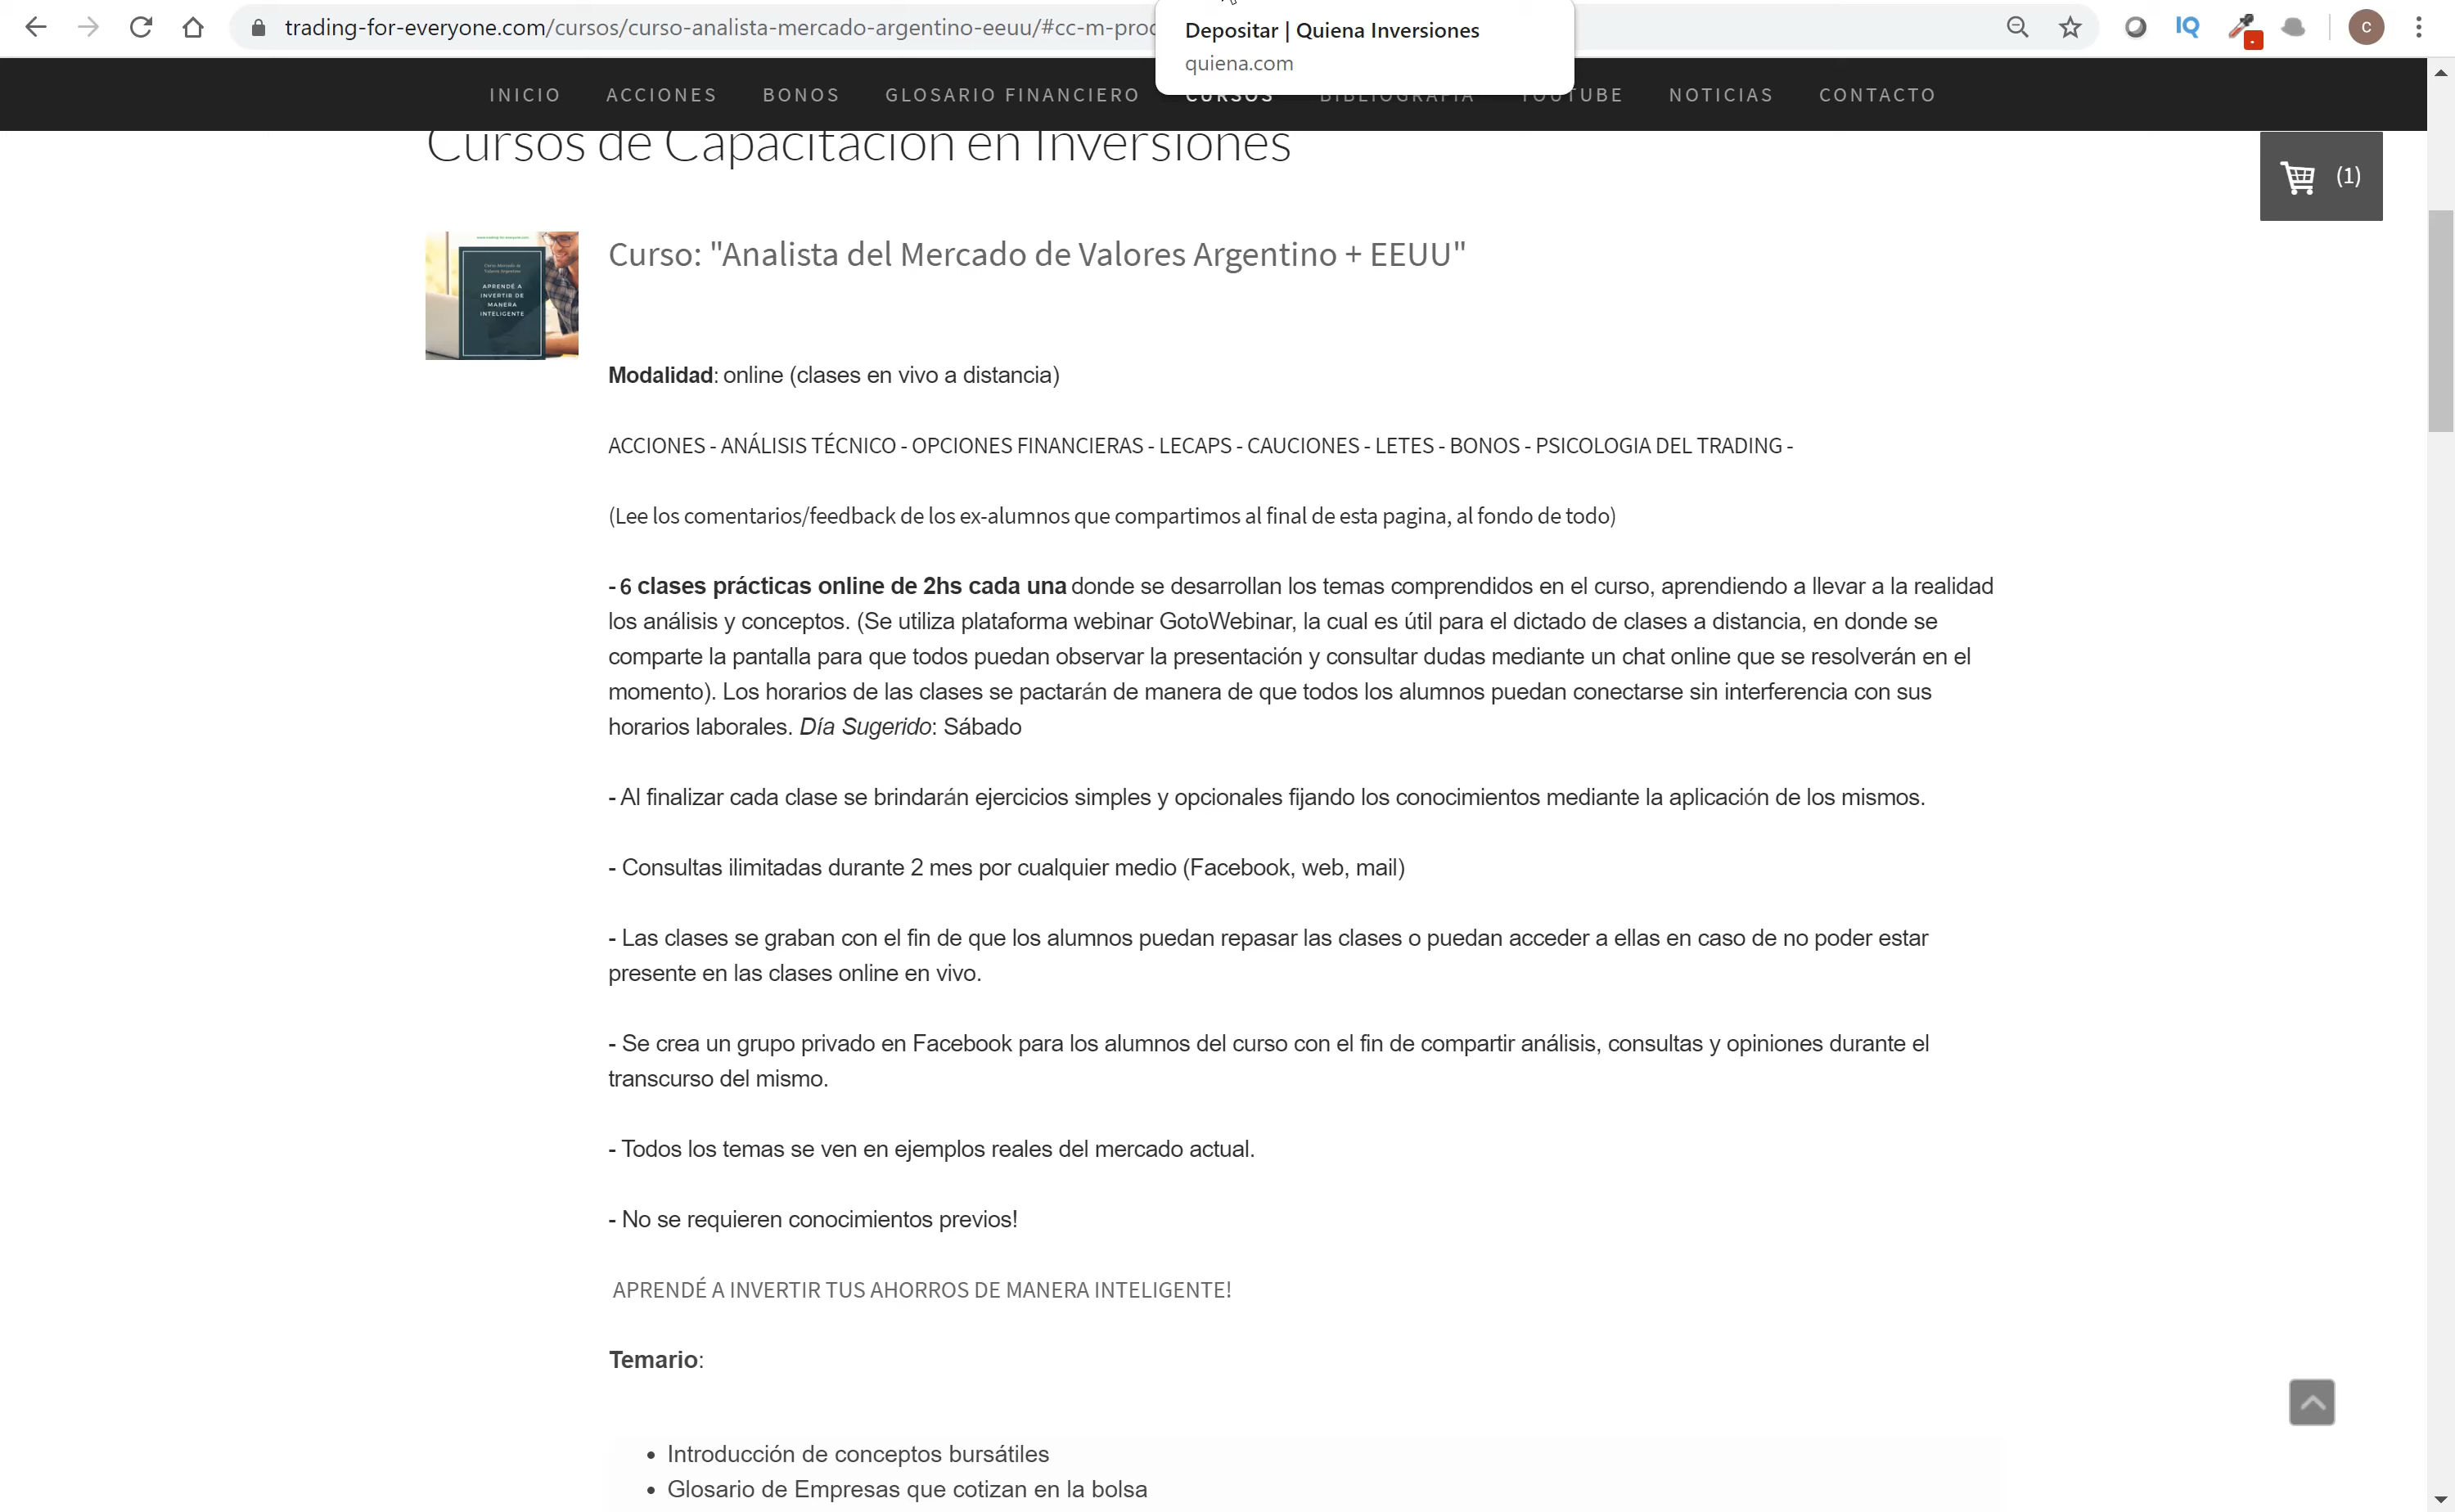 trading-for-everyone.com/cursos/curso-analista-mercado-argentino-eeuu/#cc-m-prod
Depositar | Quiena Inversiones
quiena.com
IQ
C
INICIO ACCIONES BONOS GLOSARIO FINANCIERO CURSOS BIBLIOGRAFIA YOUTUBE NOTICIAS CONTACTO
Cursos de Capacitacion en Inversiones
(1)
Curso: "Analista del Mercado de Valores Argentino + EEUU"
Curso Mercado de
Valores Argentino
APRENDÉ A
INVERTIR DE
MANERA
INTELIGENTE
Modalidad: online (clases en vivo a distancia)
ACCIONES - ANÁLISIS TÉCNICO - OPCIONES FINANCIERAS - LECAPS - CAUCIONES - LETES - BONOS - PSICOLOGIA DEL TRADING -
(Lee los comentarios/feedback de los ex-alumnos que compartimos al final de esta pagina, al fondo de todo)
- 6 clases prácticas online de 2hs cada una donde se desarrollan los temas comprendidos en el curso, aprendiendo a llevar a la realidad
los análisis y conceptos. (Se utiliza plataforma webinar GotoWebinar, la cual es útil para el dictado de clases a distancia, en donde se
comparte la pantalla para que todos puedan observar la presentación y consultar dudas mediante un chat online que se resolverán en el
momento). Los horarios de las clases se pactarán de manera de que todos los alumnos puedan conectarse sin interferencia con sus
horarios laborales. Día Sugerido: Sábado
- Al finalizar cada clase se brindarán ejercicios simples y opcionales fijando los conocimientos mediante la aplicación de los mismos.
- Consultas ilimitadas durante 2 mes por cualquier medio (Facebook, web, mail)
- Las clases se graban con el fin de que los alumnos puedan repasar las clases o puedan acceder a ellas en caso de no poder estar
presente en las clases online en vivo.
- Se crea un grupo privado en Facebook para los alumnos del curso con el fin de compartir análisis, consultas y opiniones durante el
transcurso del mismo.
- Todos los temas se ven en ejemplos reales del mercado actual.
- No se requieren conocimientos previos!
APRENDÉ A INVERTIR TUS AHORROS DE MANERA INTELIGENTE!
Temario:
• Introducción de conceptos bursátiles
• Glosario de Empresas que cotizan en la bolsa